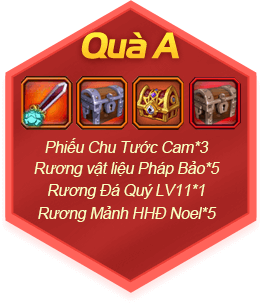 Quà A
Phiếu Chu Tước Cam*3
Rương vật liệu Pháp Bảo*5
Rương Đá Quý LV11*1
Rương Mảnh HHĐ Noel*5